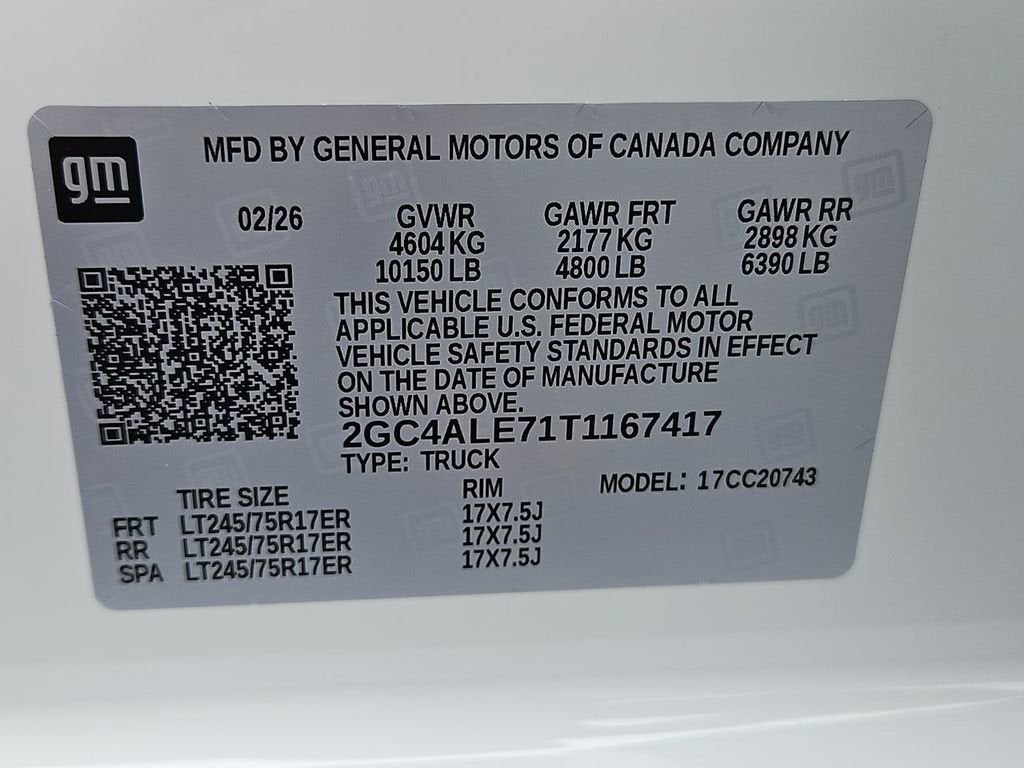 gm
MFD BY GENERAL MOTORS OF CANADA COMPANY
02/26 GVWR GAWR FRT GAWR RR
4604 KG 2177 KG 2898 KG
10150 LB 4800 LB 6390 LB
THIS VEHICLE CONFORMS TO ALL
APPLICABLE U.S. FEDERAL MOTOR
VEHICLE SAFETY STANDARDS IN EFFECT
ON THE DATE OF MANUFACTURE
SHOWN ABOVE.
2GC4ALE71T1167417
TYPE: TRUCK
TIRE SIZE RIM MODEL: 17CC20743
FRT LT245/75R17ER 17X7.5J
RR LT245/75R17ER 17X7.5J
SPA LT245/75R17ER 17X7.5J